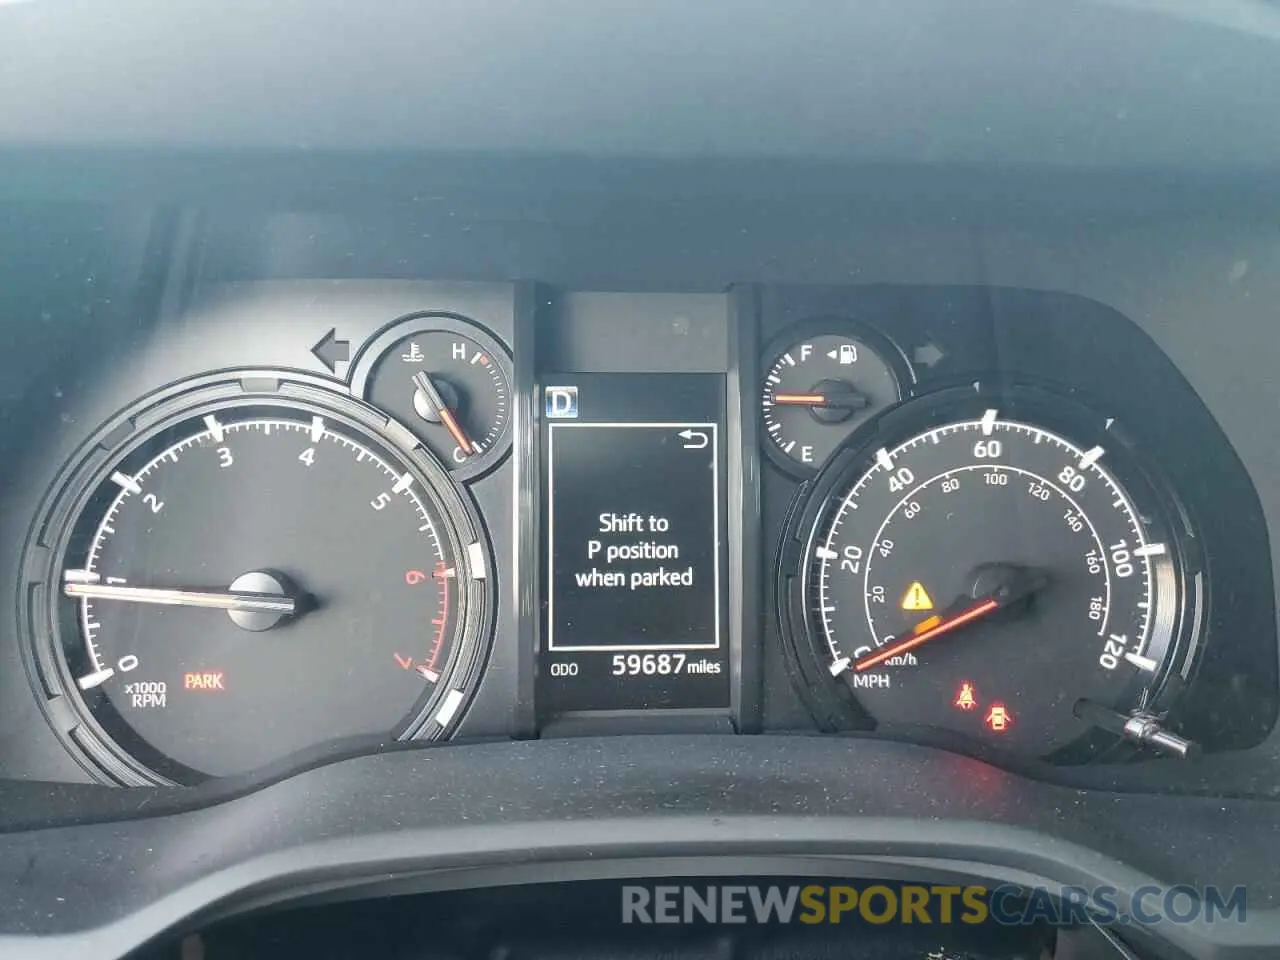 H
C
F
E
D
Shift to
P position
when parked
ODO 59687 miles
0
1
2
3
4
5
6
7
x1000
RPM
PARK
0
20
40
60
80
100
120
MPH
20
40
60
80
100
120
140
160
180
km/h
RENEWSPORTSCARS.COM